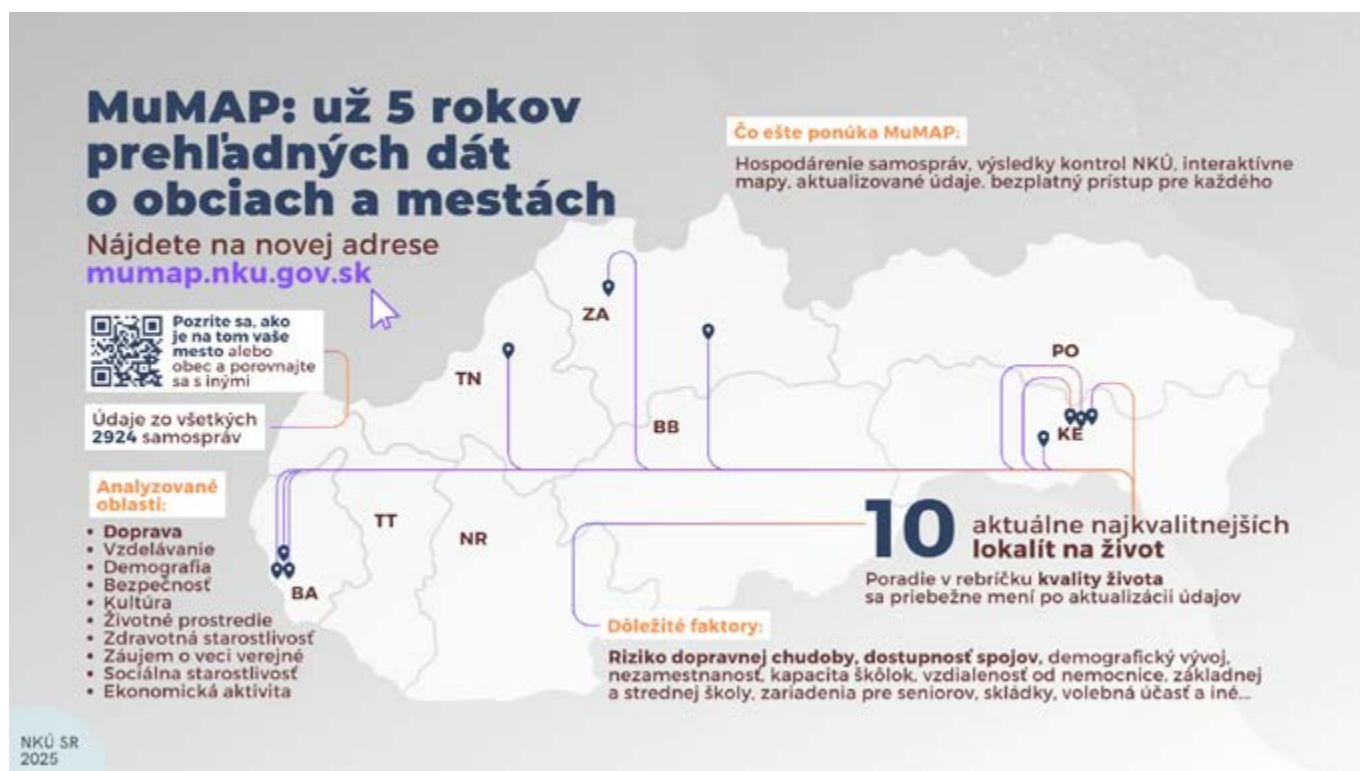 MuMAP: už 5 rokov
prehľadných dát
o obciach a mestách
Nájdete na novej adrese
mumap.nku.gov.sk
Pozrite sa, ako
je na tom vaše
mesto alebo
obec a porovnajte
sa s inými
Údaje zo všetkých
2924 samospráv
Analyzované
oblasti:
• Doprava
• Vzdelávanie
• Demografia
• Bezpečnosť
• Kultúra
• Životné prostredie
• Zdravotná starostlivosť
• Záujem o veci verejné
• Sociálna starostlivosť
• Ekonomická aktivita
Čo ešte ponúka MuMAP:
Hospodárenie samospráv, výsledky kontrol NKÚ, interaktívne
mapy, aktualizované údaje, bezplatný prístup pre každého
ZA
TN
PO
BB
KE
TT
NR
BA
10 aktuálne najkvalitnejších
lokalít na život
Poradie v rebríčku kvality života
sa priebežne mení po aktualizácii údajov
Dôležité faktory:
Riziko dopravnej chudoby, dostupnosť spojov, demografický vývoj,
nezamestnanosť, kapacita škôlok, vzdialenosť od nemocnice, základnej
a strednej školy, zariadenia pre seniorov, skládky, volebná účasť a iné...
NKÚ SR
2025